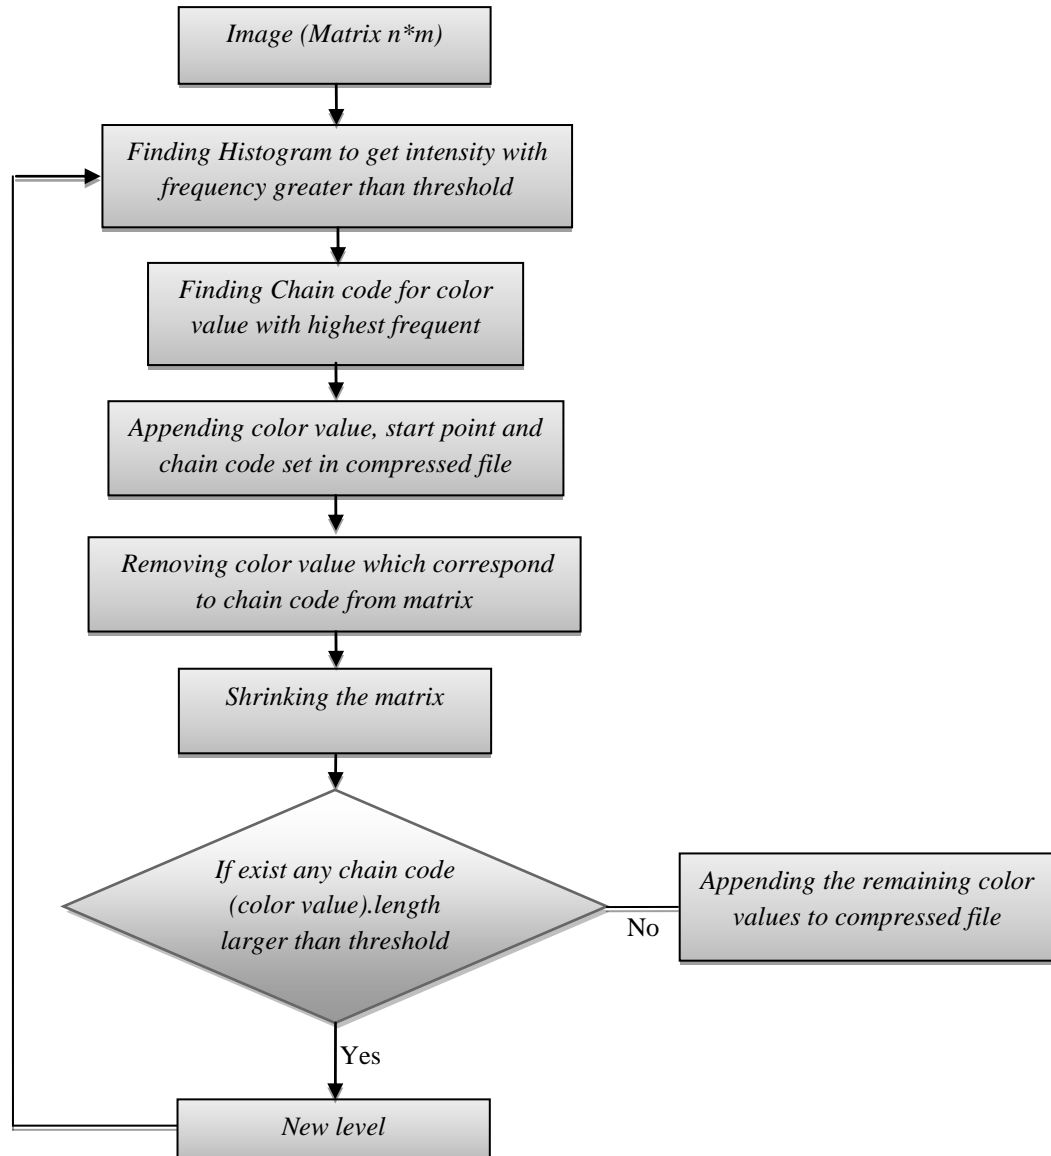 Image (Matrix n*m)
Finding Histogram to get intensity with
frequency greater than threshold
Finding Chain code for color
value with highest frequent
Appending color value, start point and
chain code set in compressed file
Removing color value which correspond
to chain code from matrix
Shrinking the matrix
If exist any chain code
(color value).length
larger than threshold
No
Appending the remaining color
values to compressed file
Yes
New level